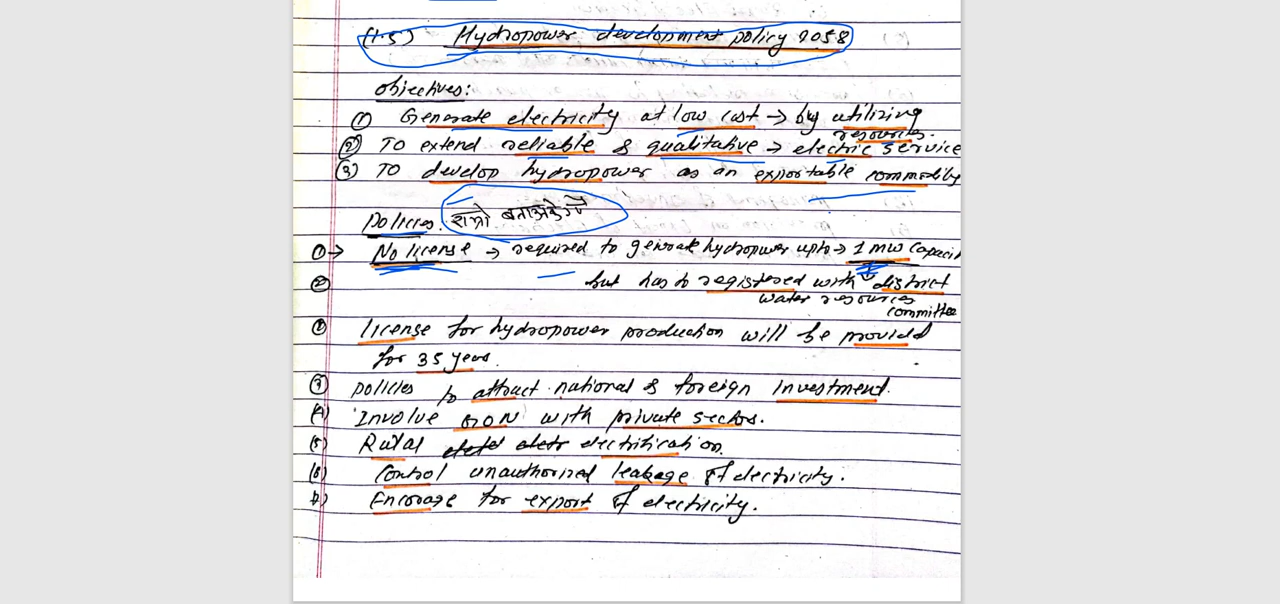 (1.5) Hydropower development policy 2058
objectives:
① Generate electricity at low cost → by utilizing
resources.
② TO extend reliable & qualitative → electric service
③ TO develop hydropower as an exportable commodity
policies:
①→ No license → required to generate hydropower upto → 1 MW capacit
② but has to registered with district
water resources
committee
② license for hydropower production will be provided
for 35 years.
③ policies to attract national & foreign investment.
(4) Involve GON with private sectors.
(5) Rural electrification.
(6) Control unauthorized leakage of electricity.
7) Encorage for export of electricity.